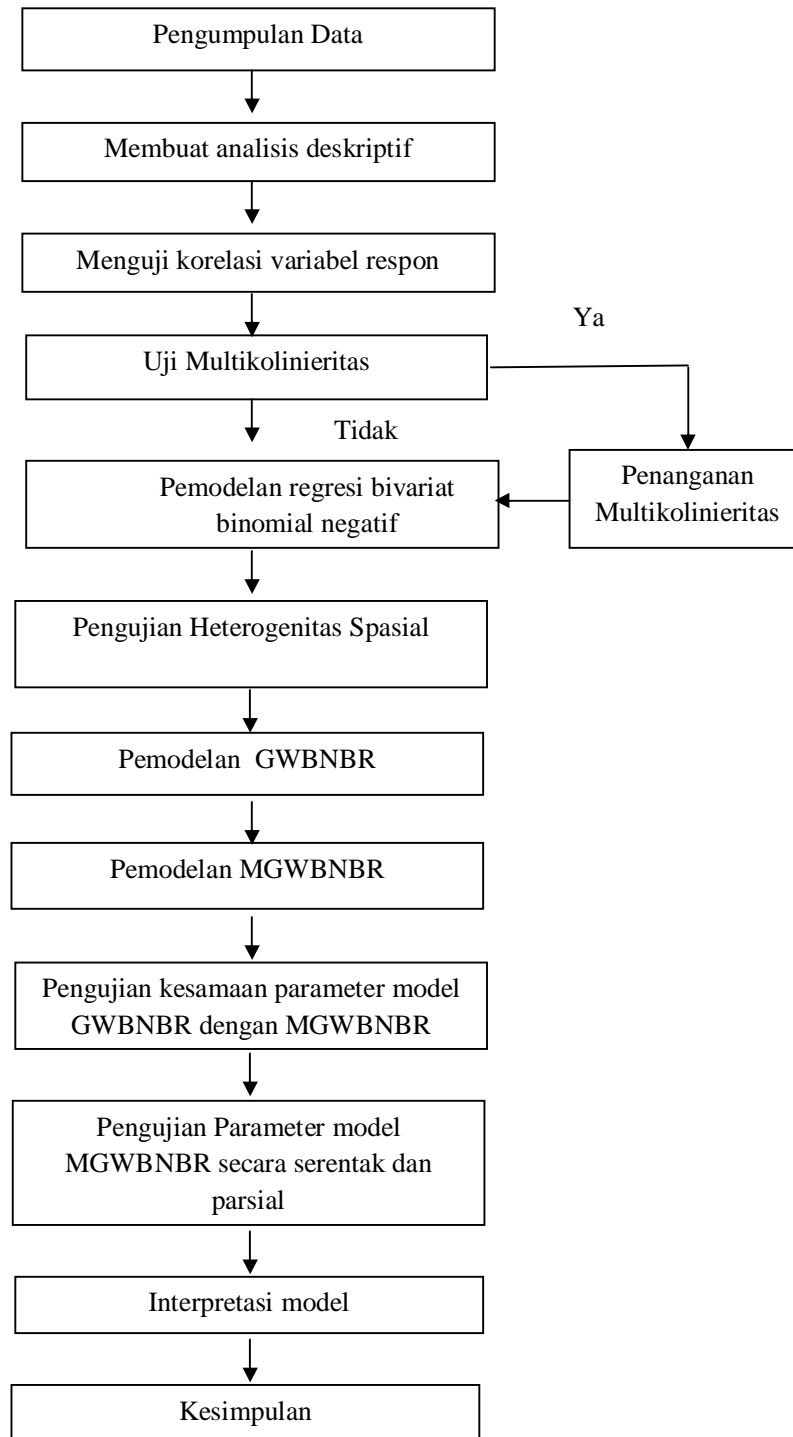 Pengumpulan Data
Membuat analisis deskriptif
Menguji korelasi variabel respon
Ya
Uji Multikolinieritas
Tidak
Pemodelan regresi bivariat
binomial negatif
Penanganan
Multikolinieritas
Pengujian Heterogenitas Spasial
Pemodelan GWBNBR
Pemodelan MGWBNBR
Pengujian kesamaan parameter model
GWBNBR dengan MGWBNBR
Pengujian Parameter model
MGWBNBR secara serentak dan
parsial
Interpretasi model
Kesimpulan